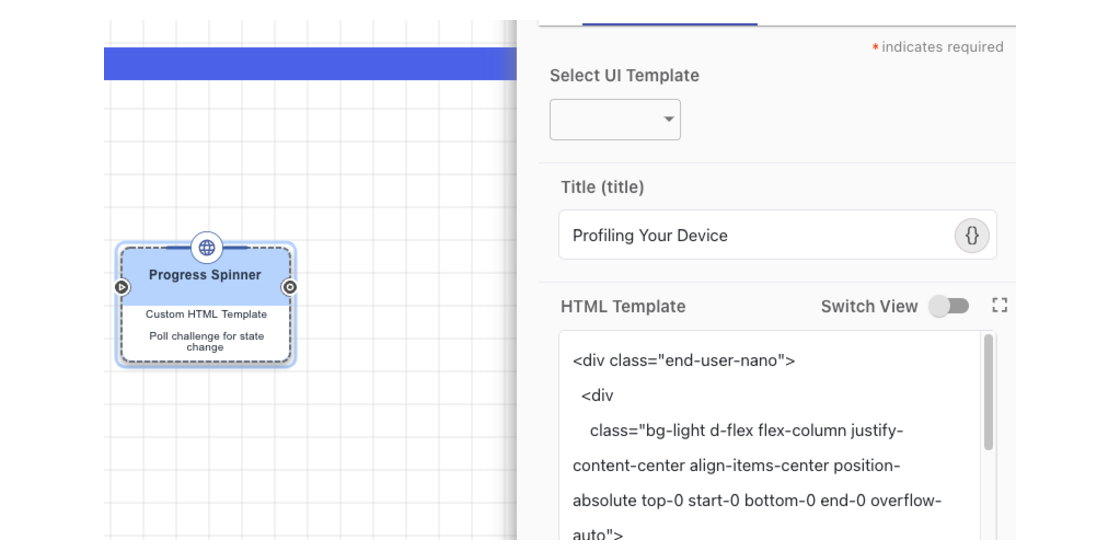 * indicates required
Select UI Template
Title (title)
Profiling Your Device
{}
Progress Spinner
Custom HTML Template
Poll challenge for state
change
HTML Template
Switch View
<div class="end-user-nano">
<div
class="bg-light d-flex flex-column justify-
content-center align-items-center position-
absolute top-0 start-0 bottom-0 end-0 overflow-
auto">